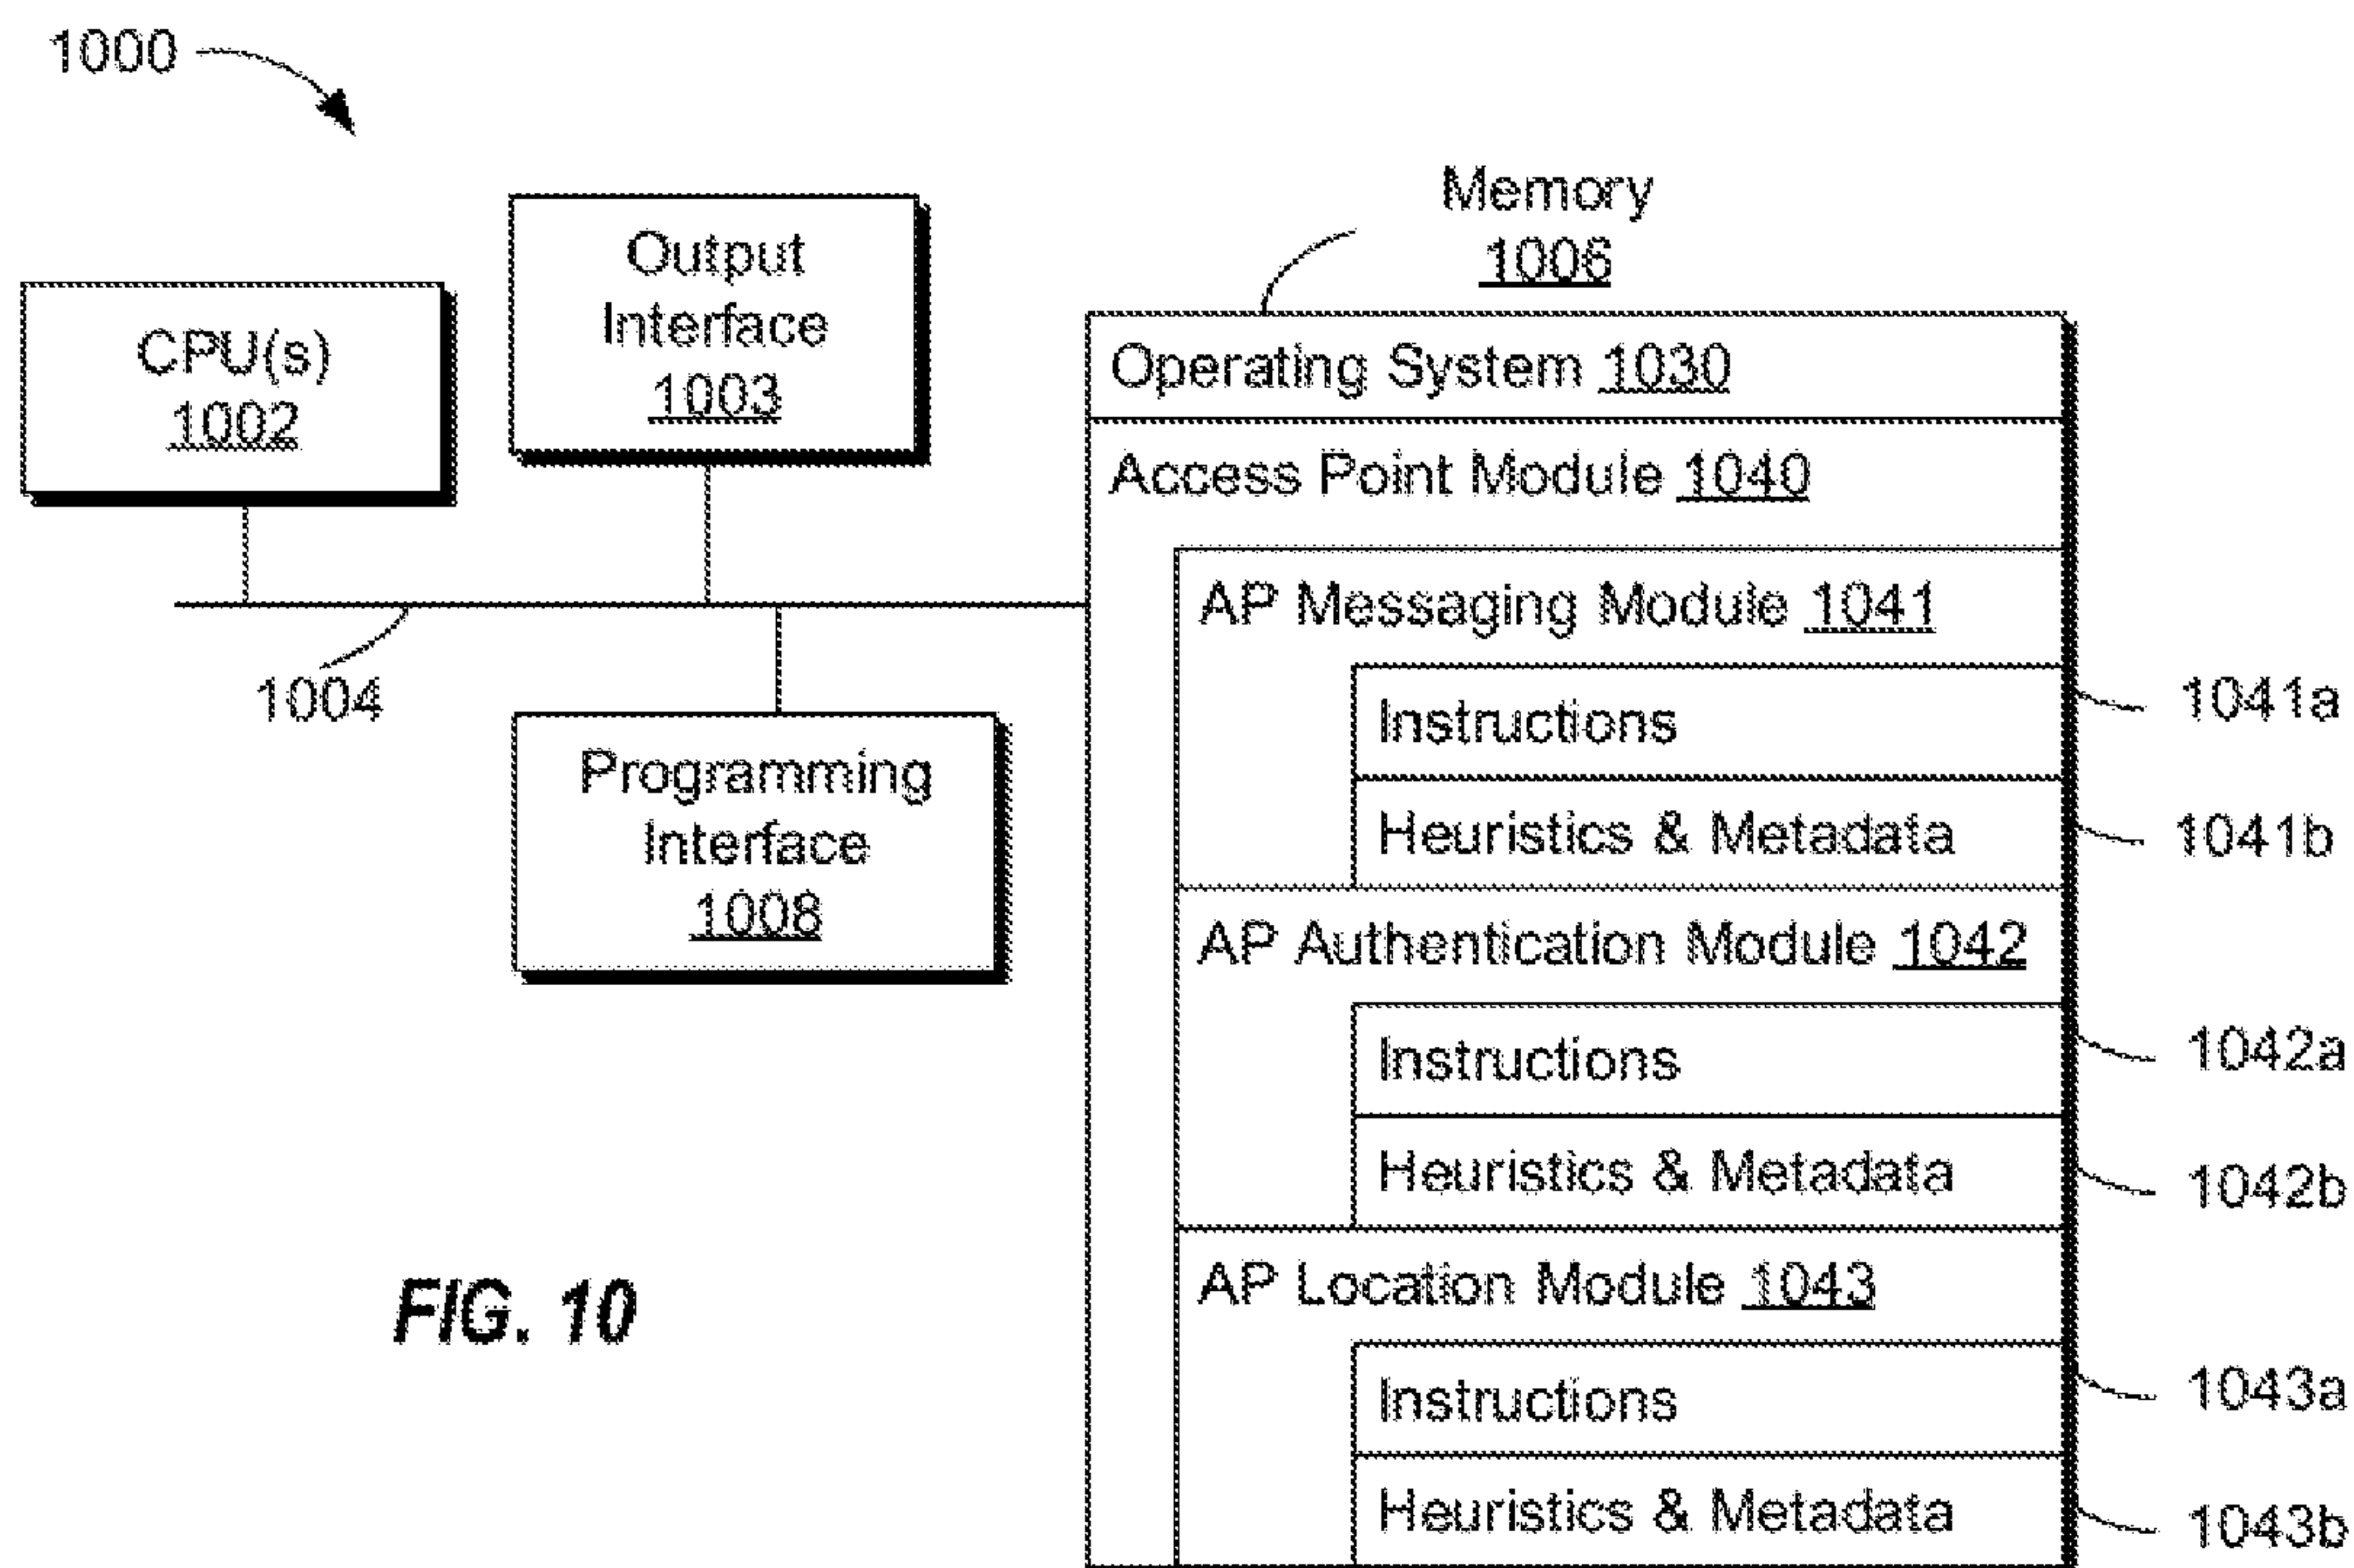 1000
Output
Interface
1003
CPU(s)
1002
1004
Programming
Interface
1008
Memory
1006
Operating System 1030
Access Point Module 1040
AP Messaging Module 1041
Instructions
1041a
Heuristics & Metadata
1041b
AP Authentication Module 1042
Instructions
1042a
Heuristics & Metadata
1042b
AP Location Module 1043
Instructions
1043a
Heuristics & Metadata
1043b
FIG. 10